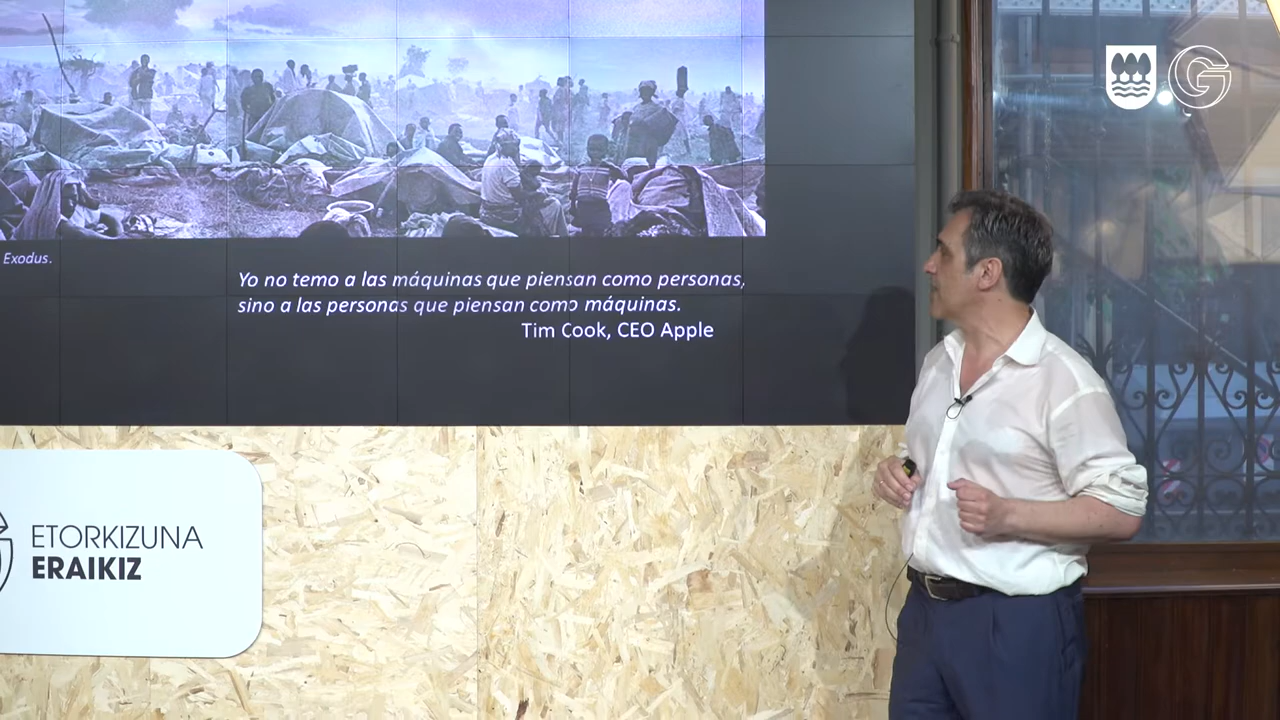 Exodus.
Yo no temo a las máquinas que piensan como personas,
sino a las personas que piensan como máquinas.
Tim Cook, CEO Apple
ETORKIZUNA
ERAIKIZ